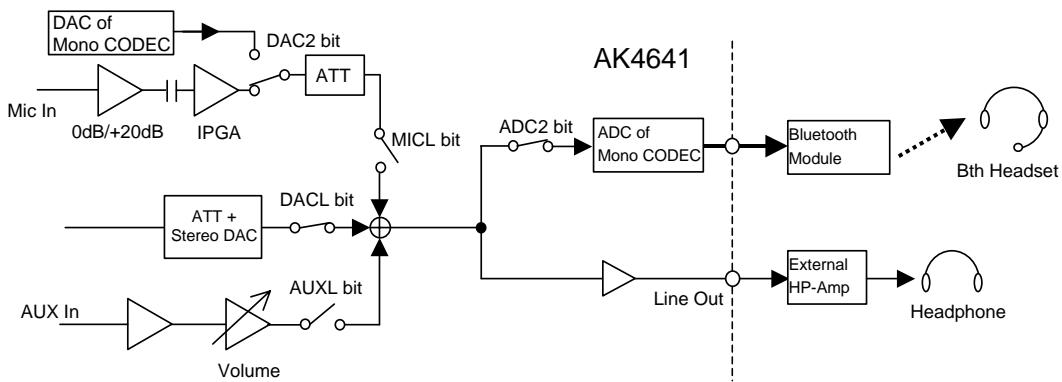 DAC of
Mono CODEC
DAC2 bit
ATT
AK4641
Mic In
0dB/+20dB
IPGA
MICL bit
ADC2 bit
ADC of
Mono CODEC
Bluetooth
Module
Bth Headset
DACL bit
ATT +
Stereo DAC
AUX In
AUXL bit
Volume
Line Out
External
HP-Amp
Headphone